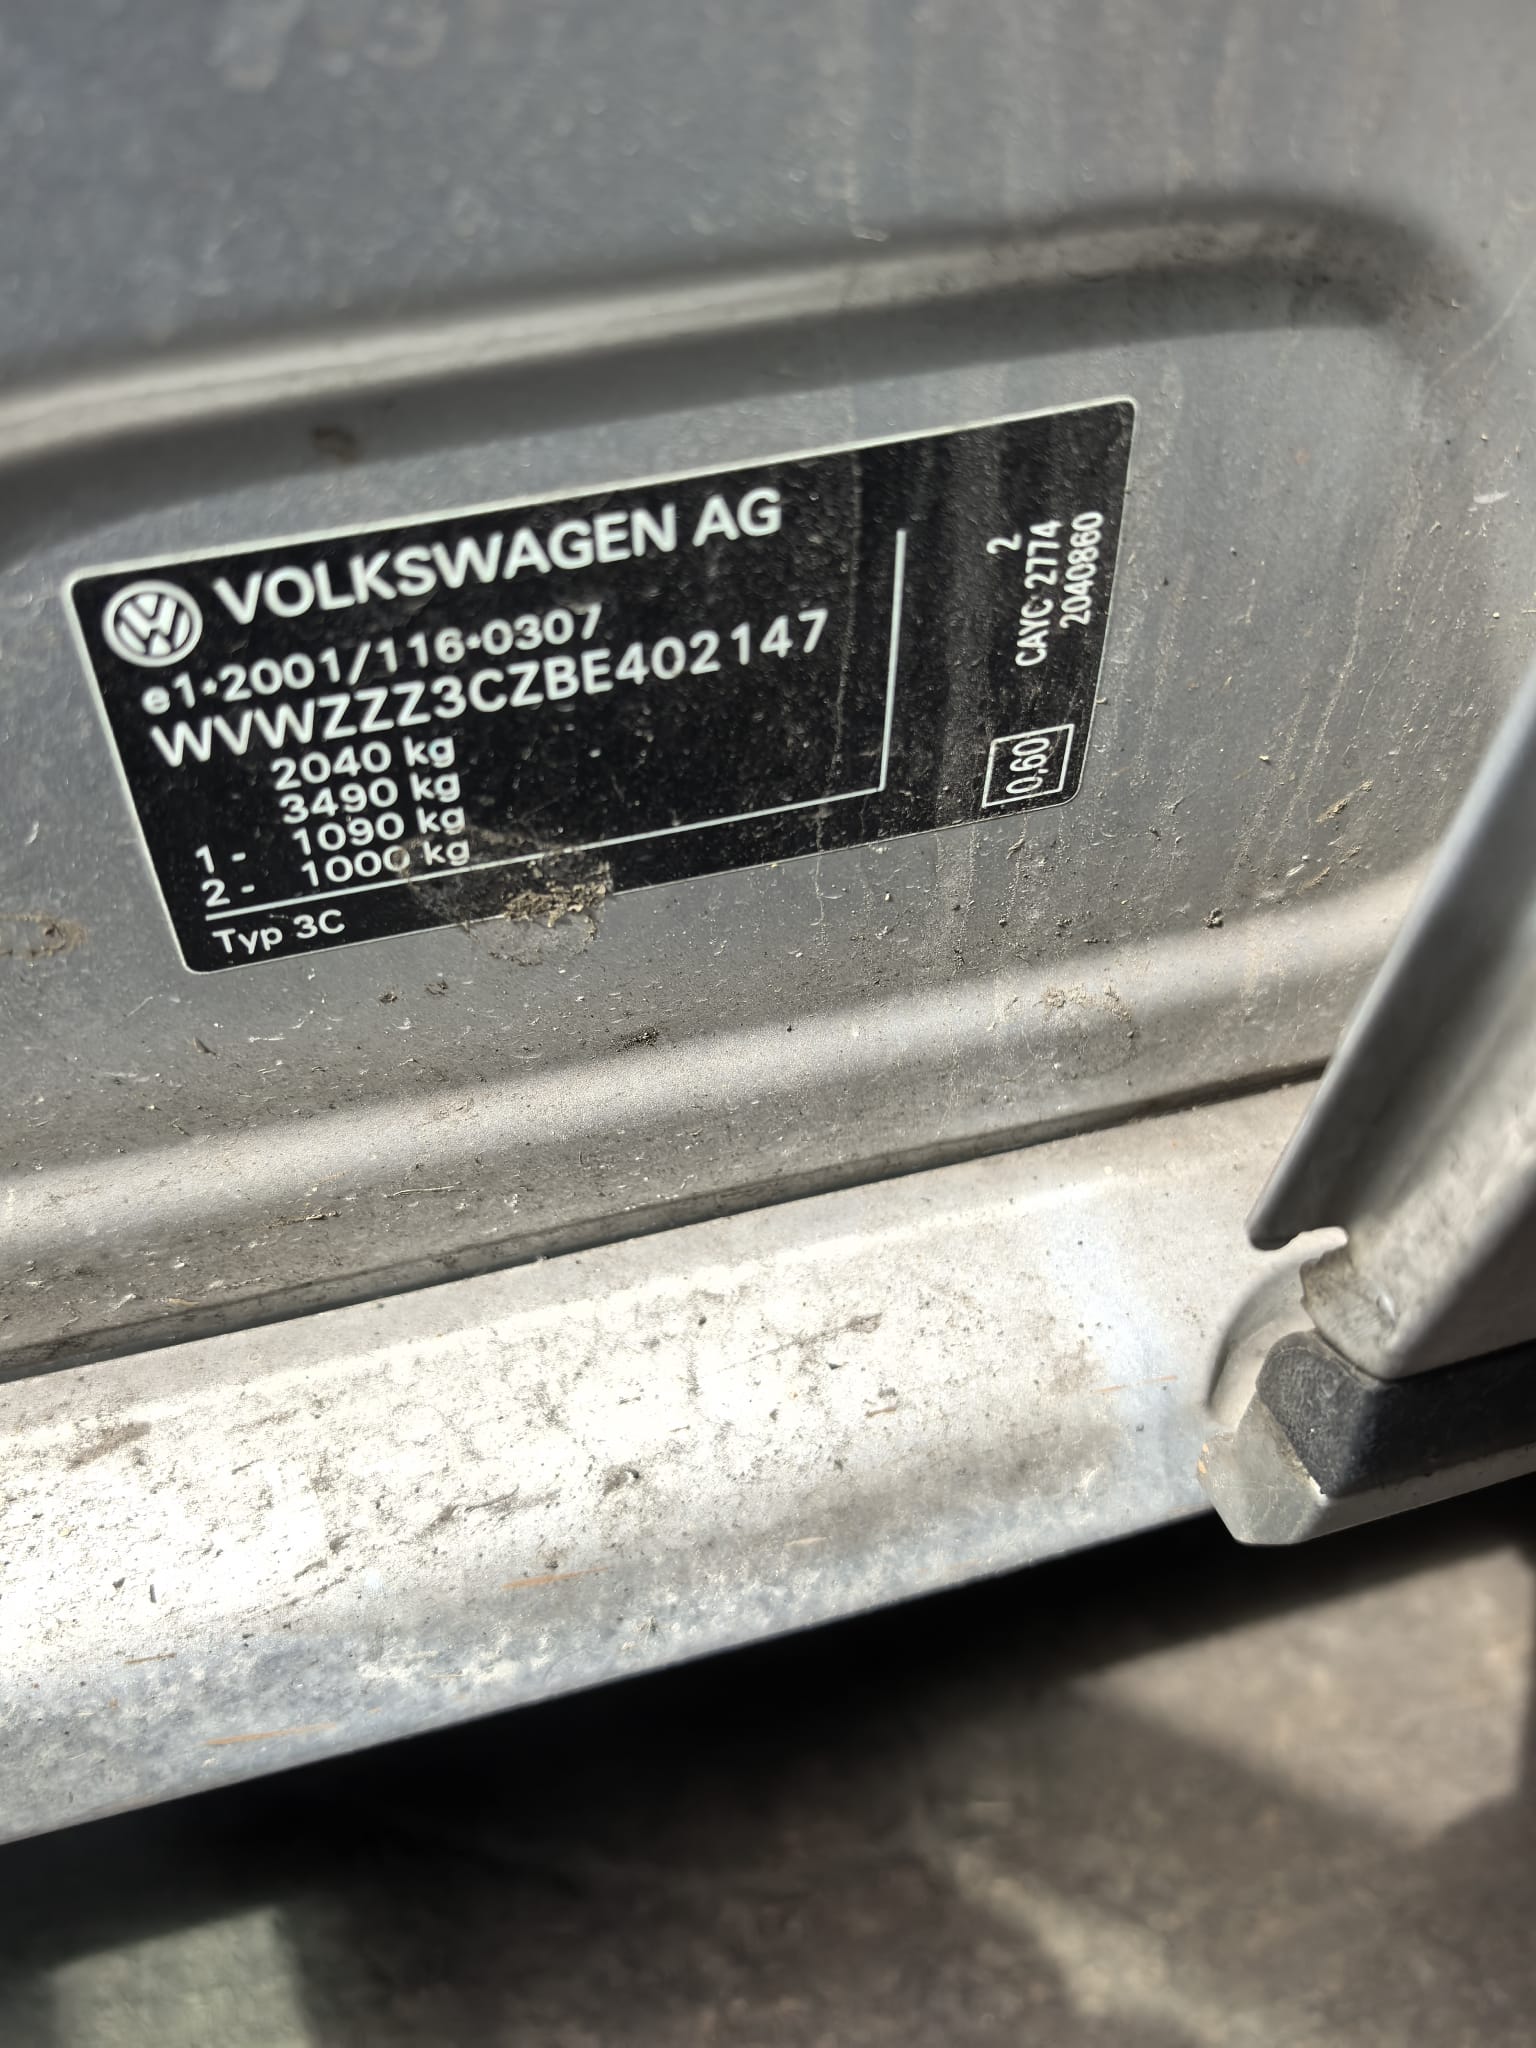 VOLKSWAGEN AG
e1*2001/116*0307
WVWZZZ3CZBE402147
2040 kg
3490 kg
1 - 1090 kg
2 - 1000 kg
Typ 3C
2
CAYC 2774
2040860
0,60